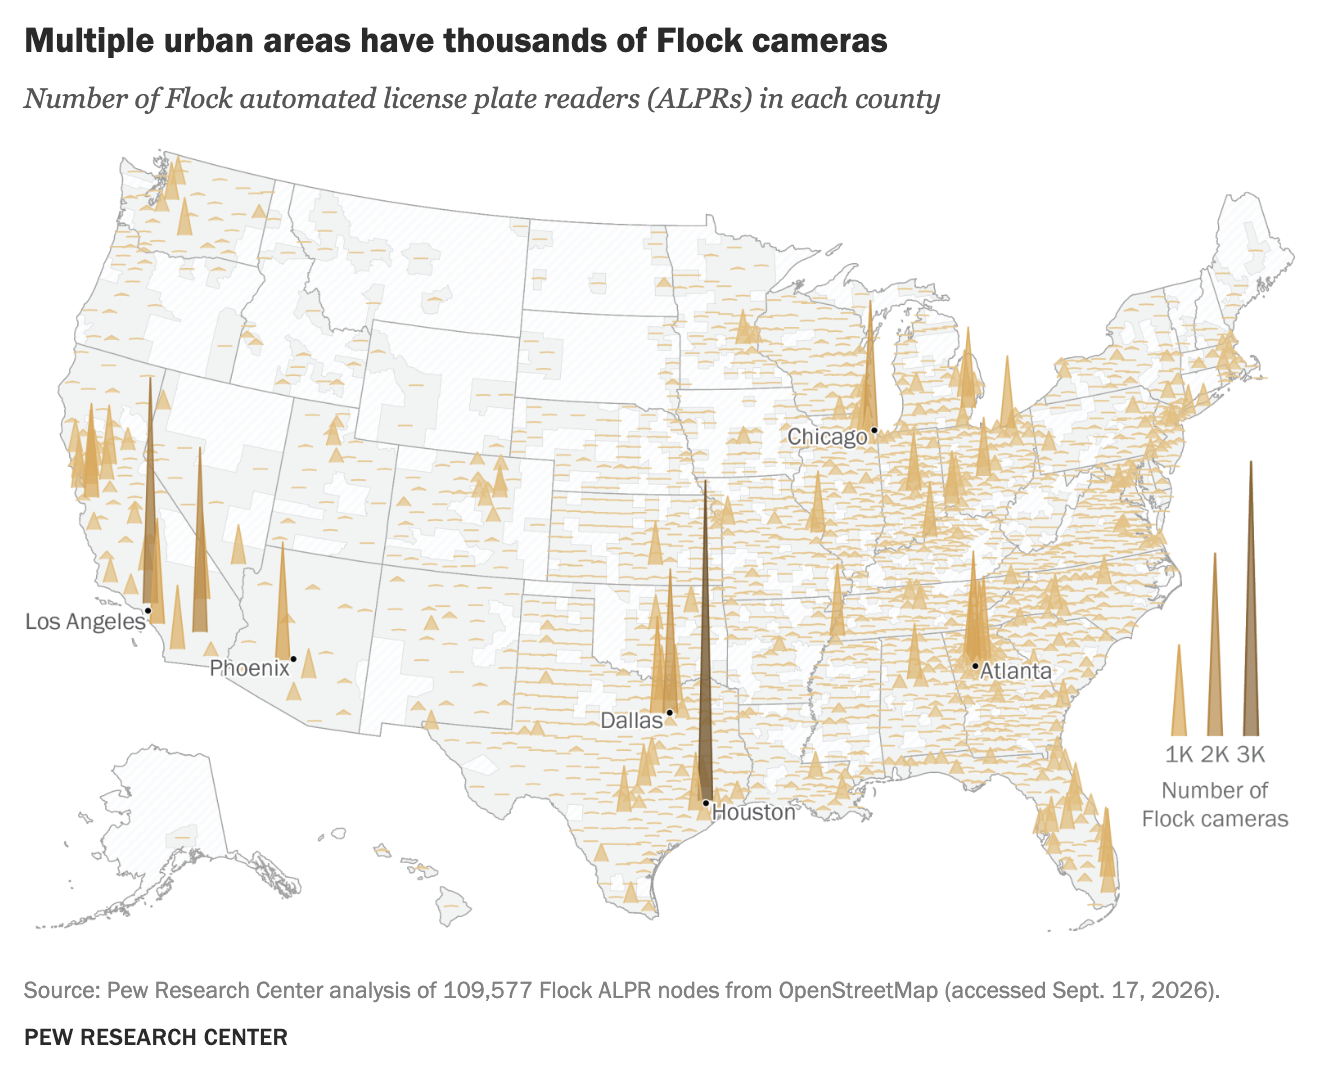 Multiple urban areas have thousands of Flock cameras
Number of Flock automated license plate readers (ALPRs) in each county
Chicago
Los Angeles
Phoenix
Atlanta
Dallas
Houston
1K 2K 3K
Number of
Flock cameras
Source: Pew Research Center analysis of 109,577 Flock ALPR nodes from OpenStreetMap (accessed Sept. 17, 2026).
PEW RESEARCH CENTER